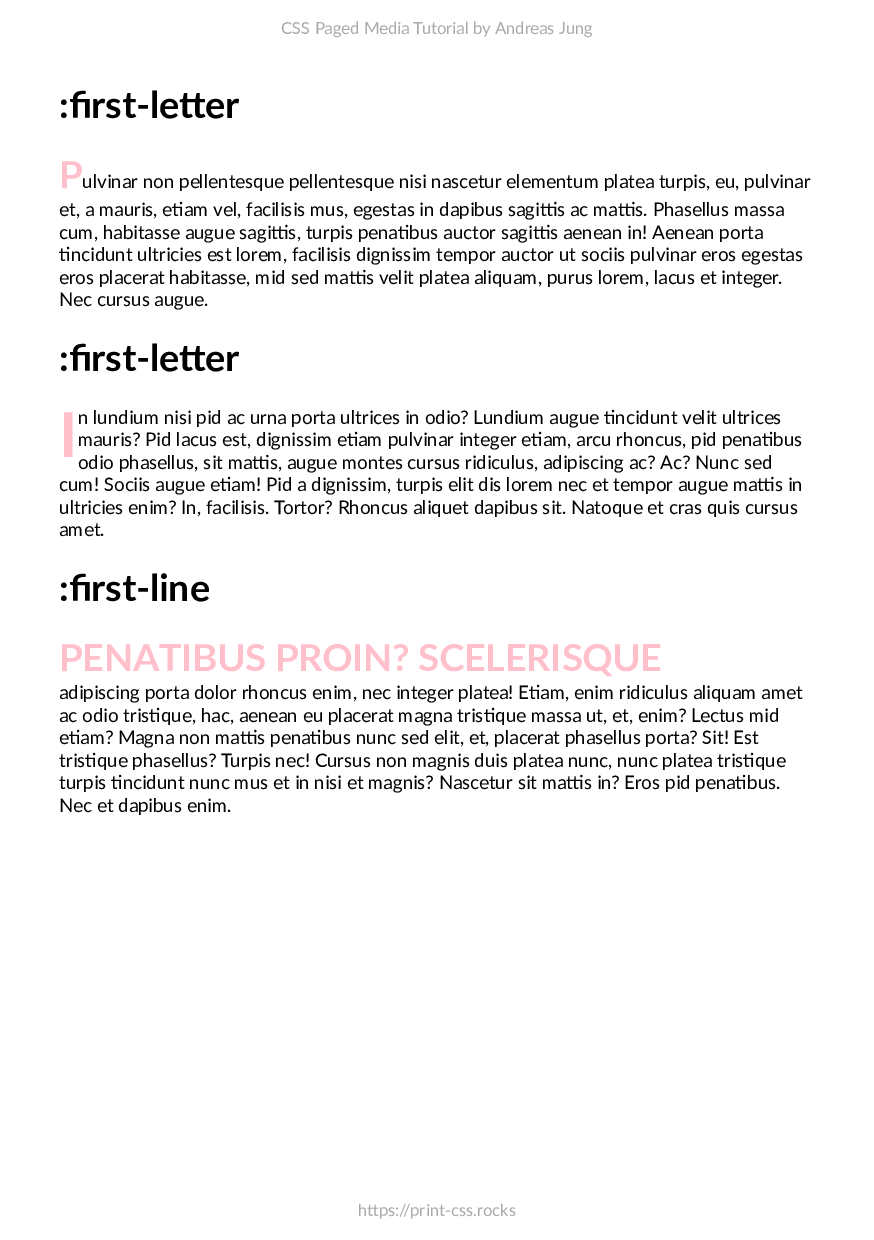 CSS Paged Media Tutorial by Andreas Jung
:first-letter
Pulvinar non pellentesque pellentesque nisi nascetur elementum platea turpis, eu, pulvinar
et, a mauris, etiam vel, facilisis mus, egestas in dapibus sagittis ac mattis. Phasellus massa
cum, habitasse augue sagittis, turpis penatibus auctor sagittis aenean in! Aenean porta
tincidunt ultricies est lorem, facilisis dignissim tempor auctor ut sociis pulvinar eros egestas
eros placerat habitasse, mid sed mattis velit platea aliquam, purus lorem, lacus et integer.
Nec cursus augue.
:first-letter
In lundium nisi pid ac urna porta ultrices in odio? Lundium augue tincidunt velit ultrices
mauris? Pid lacus est, dignissim etiam pulvinar integer etiam, arcu rhoncus, pid penatibus
odio phasellus, sit mattis, augue montes cursus ridiculus, adipiscing ac? Ac? Nunc sed
cum! Sociis augue etiam! Pid a dignissim, turpis elit dis lorem nec et tempor augue mattis in
ultricies enim? In, facilisis. Tortor? Rhoncus aliquet dapibus sit. Natoque et cras quis cursus
amet.
:first-line
PENATIBUS PROIN? SCELERISQUE
adipiscing porta dolor rhoncus enim, nec integer platea! Etiam, enim ridiculus aliquam amet
ac odio tristique, hac, aenean eu placerat magna tristique massa ut, et, enim? Lectus mid
etiam? Magna non mattis penatibus nunc sed elit, et, placerat phasellus porta? Sit! Est
tristique phasellus? Turpis nec! Cursus non magnis duis platea nunc, nunc platea tristique
turpis tincidunt nunc mus et in nisi et magnis? Nascetur sit mattis in? Eros pid penatibus.
Nec et dapibus enim.
https://print-css.rocks